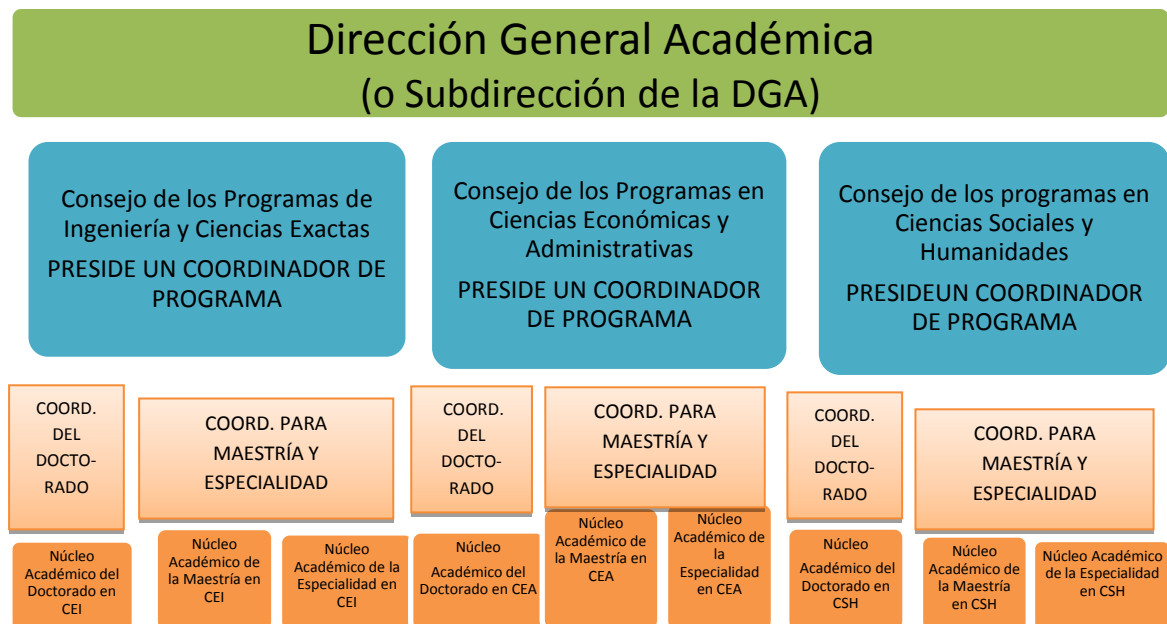 Dirección General Académica
(o Subdirección de la DGA)
Consejo de los Programas de
Ingeniería y Ciencias Exactas
PRESIDE UN COORDINADOR DE
PROGRAMA
Consejo de los Programas en
Ciencias Económicas y
Administrativas
PRESIDE UN COORDINADOR
DE PROGRAMA
Consejo de los programas en
Ciencias Sociales y
Humanidades
PRESIDEUN COORDINADOR
DE PROGRAMA
COORD.
DEL
DOCTO-
RADO
COORD. PARA
MAESTRÍA Y
ESPECIALIDAD
COORD.
DEL
DOCTO-
RADO
COORD. PARA
MAESTRÍA Y
ESPECIALIDAD
COORD.
DEL
DOCTO-
RADO
COORD. PARA
MAESTRÍA Y
ESPECIALIDAD
Núcleo
Académico del
Doctorado en
CEI
Núcleo
Académico de
la Maestría en
CEI
Núcleo
Académico de la
Especialidad en
CEI
Núcleo
Académico del
Doctorado en CEA
Núcleo
Académico de
la Maestría en
CEA
Núcleo
Académico de
la
Especialidad
en CEA
Núcleo
Académico del
Doctorado en
CSH
Núcleo
Académico de
la Maestría
en CSH
Núcleo Académico
de la Especialidad
en CSH